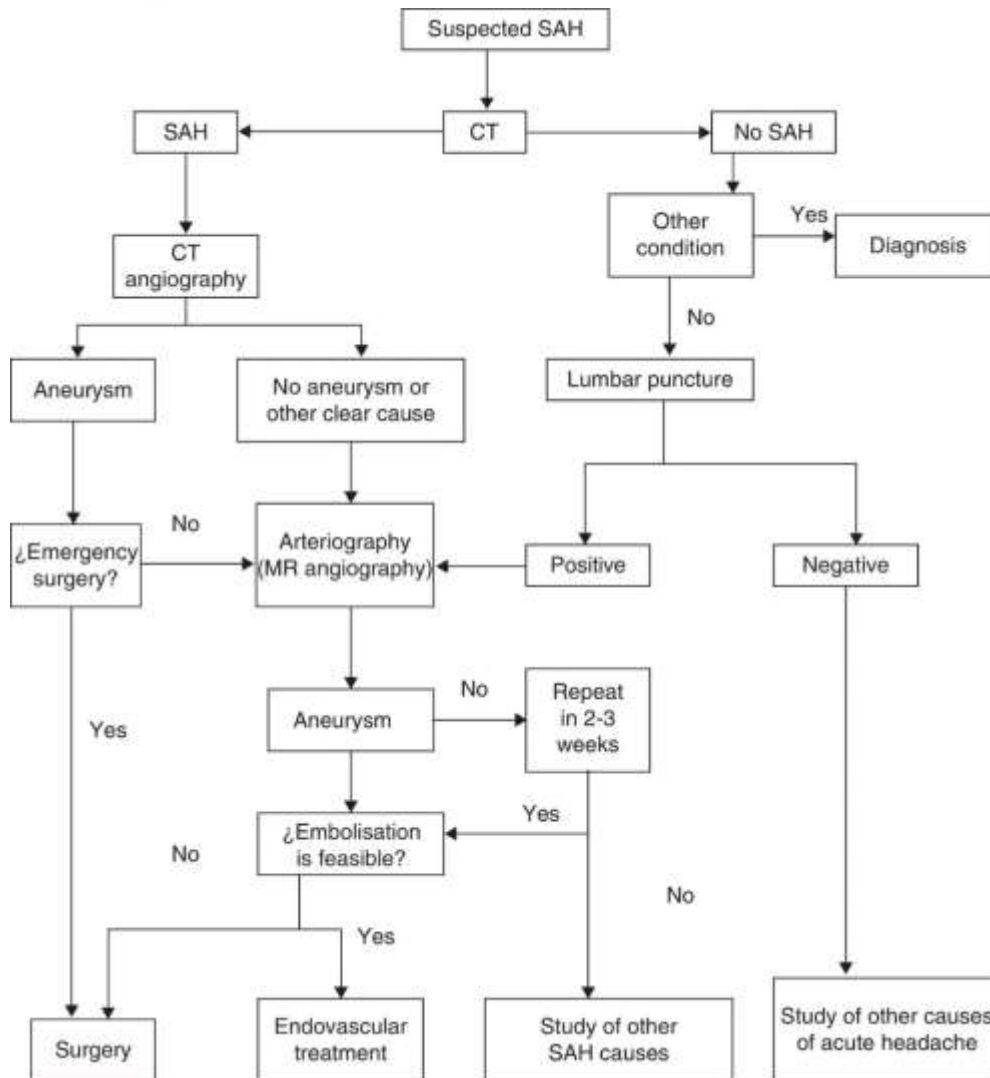 Suspected SAH
SAH
CT
No SAH
Other
condition
Yes
Diagnosis
CT
angiography
No
Aneurysm
No aneurysm or
other clear cause
Lumbar puncture
¿Emergency
surgery?
No
Arteriography
(MR angiography)
Positive
Negative
Yes
Aneurysm
No
Repeat
in 2-3
weeks
¿Embolisation
is feasible?
Yes
No
No
Yes
Surgery
Endovascular
treatment
Study of other
SAH causes
Study of other causes
of acute headache